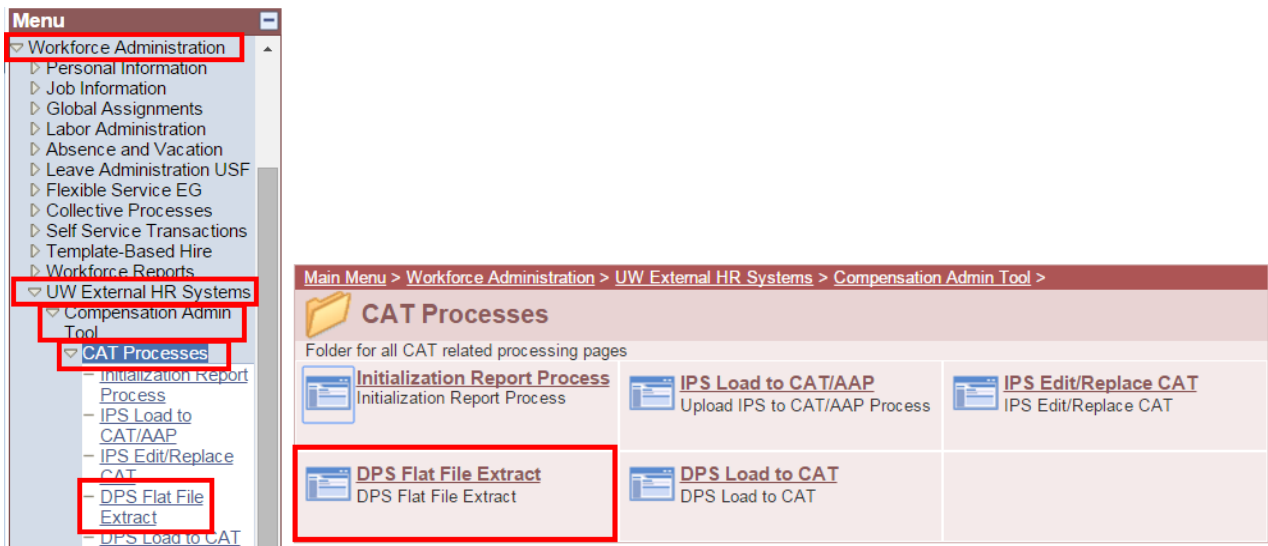 Menu
Workforce Administration
Personal Information
Job Information
Global Assignments
Labor Administration
Absence and Vacation
Leave Administration USF
Flexible Service EG
Collective Processes
Self Service Transactions
Template-Based Hire
Workforce Reports
UW External HR Systems
Compensation Admin
Tool
CAT Processes
Initialization Report
Process
IPS Load to
CAT/AAP
IPS Edit/Replace
CAT
DPS Flat File
Extract
DPS Load to CAT
Main Menu > Workforce Administration > UW External HR Systems > Compensation Admin Tool >
CAT Processes
Folder for all CAT related processing pages
Initialization Report Process
Initialization Report Process
IPS Load to CAT/AAP
Upload IPS to CAT/AAP Process
IPS Edit/Replace CAT
IPS Edit/Replace CAT
DPS Flat File Extract
DPS Flat File Extract
DPS Load to CAT
DPS Load to CAT